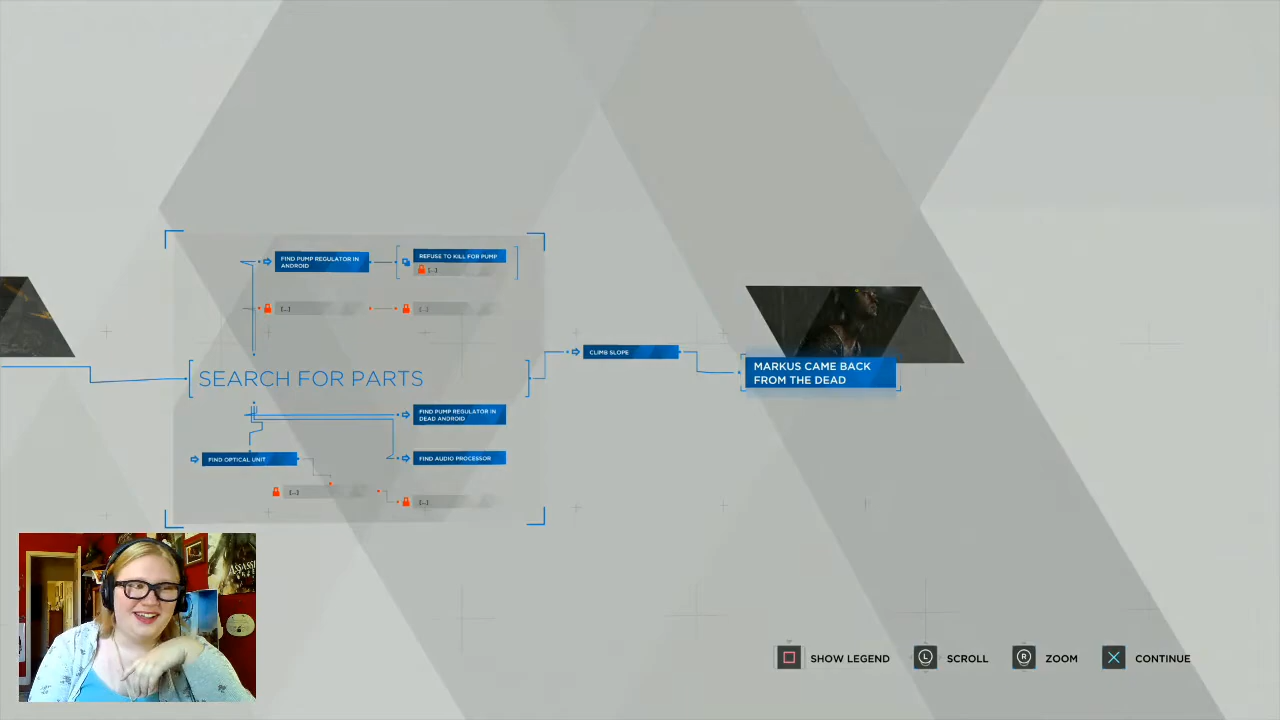 FIND PUMP REGULATOR IN
ANDROID
REFUSE TO KILL FOR PUMP
[...]
[...]
[...]
CLIMB SLOPE
SEARCH FOR PARTS
MARKUS CAME BACK
FROM THE DEAD
FIND PUMP REGULATOR IN
DEAD ANDROID
FIND OPTICAL UNIT
FIND AUDIO PROCESSOR
[...]
[...]
ASSASSIN
SHOW LEGEND
L
SCROLL
R
ZOOM
CONTINUE